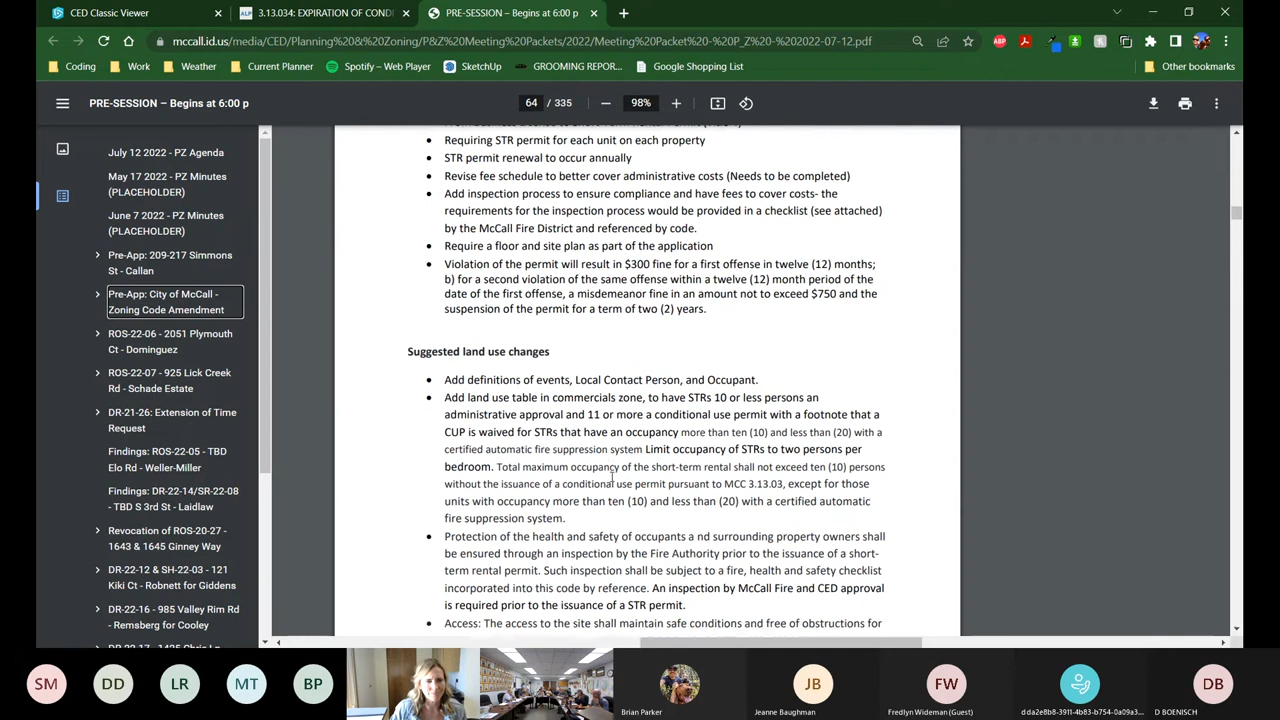 CED Classic Viewer
3.13.034: EXPIRATION OF COND
PRE-SESSION – Begins at 6:00 p
mccall.id.us/media/CED/Planning%20&%20Zoning/P&Z%20Meeting%20Packets/2022/Meeting%20Packet%20-%20P_Z%20-%202022-07-12.pdf
Coding
Work
Weather
Current Planner
Spotify – Web Player
SketchUp
GROOMING REPOR...
Google Shopping List
Other bookmarks
PRE-SESSION – Begins at 6:00 p
64 / 335
98%
July 12 2022 - PZ Agenda
May 17 2022 - PZ Minutes
(PLACEHOLDER)
June 7 2022 - PZ Minutes
(PLACEHOLDER)
Pre-App: 209-217 Simmons
St - Callan
Pre-App: City of McCall -
Zoning Code Amendment
ROS-22-06 - 2051 Plymouth
Ct - Dominguez
ROS-22-07 - 925 Lick Creek
Rd - Schade Estate
DR-21-26: Extension of Time
Request
Findings: ROS-22-05 - TBD
Elo Rd - Weller-Miller
Findings: DR-22-14/SR-22-08
- TBD S 3rd St - Laidlaw
Revocation of ROS-20-27 -
1643 & 1645 Ginney Way
DR-22-12 & SH-22-03 - 121
Kiki Ct - Robnett for Giddens
DR-22-16 - 985 Valley Rim Rd
- Remsberg for Cooley
• Requiring STR permit for each unit on each property
• STR permit renewal to occur annually
• Revise fee schedule to better cover administrative costs (Needs to be completed)
• Add inspection process to ensure compliance and have fees to cover costs- the
requirements for the inspection process would be provided in a checklist (see attached)
by the McCall Fire District and referenced by code.
• Require a floor and site plan as part of the application
• Violation of the permit will result in $300 fine for a first offense in twelve (12) months;
b) for a second violation of the same offense within a twelve (12) month period of the
date of the first offense, a misdemeanor fine in an amount not to exceed $750 and the
suspension of the permit for a term of two (2) years.
Suggested land use changes
• Add definitions of events, Local Contact Person, and Occupant.
• Add land use table in commercials zone, to have STRs 10 or less persons an
administrative approval and 11 or more a conditional use permit with a footnote that a
CUP is waived for STRs that have an occupancy more than ten (10) and less than (20) with a
certified automatic fire suppression system Limit occupancy of STRs to two persons per
bedroom. Total maximum occupancy of the short-term rental shall not exceed ten (10) persons
without the issuance of a conditional use permit pursuant to MCC 3.13.03, except for those
units with occupancy more than ten (10) and less than (20) with a certified automatic
fire suppression system.
• Protection of the health and safety of occupants a nd surrounding property owners shall
be ensured through an inspection by the Fire Authority prior to the issuance of a short-
term rental permit. Such inspection shall be subject to a fire, health and safety checklist
incorporated into this code by reference. An inspection by McCall Fire and CED approval
is required prior to the issuance of a STR permit.
• Access: The access to the site shall maintain safe conditions and free of obstructions for
SM
DD
LR
MT
BP
Brian Parker
JB
Jeanne Baughman
FW
Fredlyn Wideman (Guest)
DB
D BOENISCH